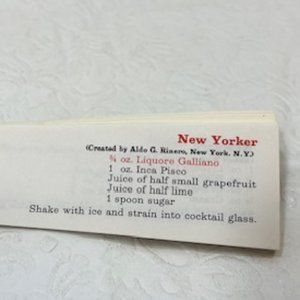 New Yorker
(Created by Aldo G. Rinero, New York, N.Y.)
¾ oz. Liquore Galliano
1 oz. Inca Pisco
Juice of half small grapefruit
Juice of half lime
1 spoon sugar
Shake with ice and strain into cocktail glass.